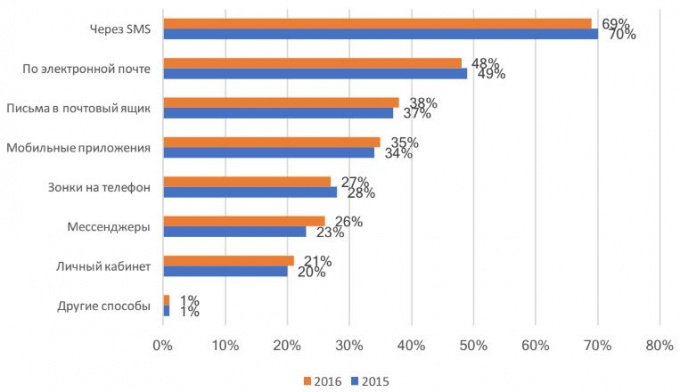 Через SMS
69%
70%
По электронной почте
48%
49%
Письма в почтовый ящик
38%
37%
Мобильные приложения
35%
34%
Зонки на телефон
27%
28%
Мессенджеры
26%
23%
Личный кабинет
21%
20%
Другие способы
1%
1%
0% 10% 20% 30% 40% 50% 60% 70% 80%
2016 2015